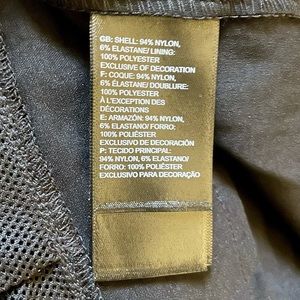 GB: SHELL: 94% NYLON,
6% ELASTANE/ LINING:
100% POLYESTER
EXCLUSIVE OF DECORATION
F: COQUE: 94% NYLON,
6% ELASTANE/ DOUBLURE:
100% POLYESTER
À L'EXCEPTION DES
DÉCORATIONS
E: ARMAZÓN: 94% NYLON,
6% ELASTANO/ FORRO:
100% POLIÉSTER
EXCLUSIVO DE DECORACIÓN
P: TECIDO PRINCIPAL:
94% NYLON, 6% ELASTANO/
FORRO: 100% POLIÉSTER
EXCLUSIVO PARA DECORAÇÃO